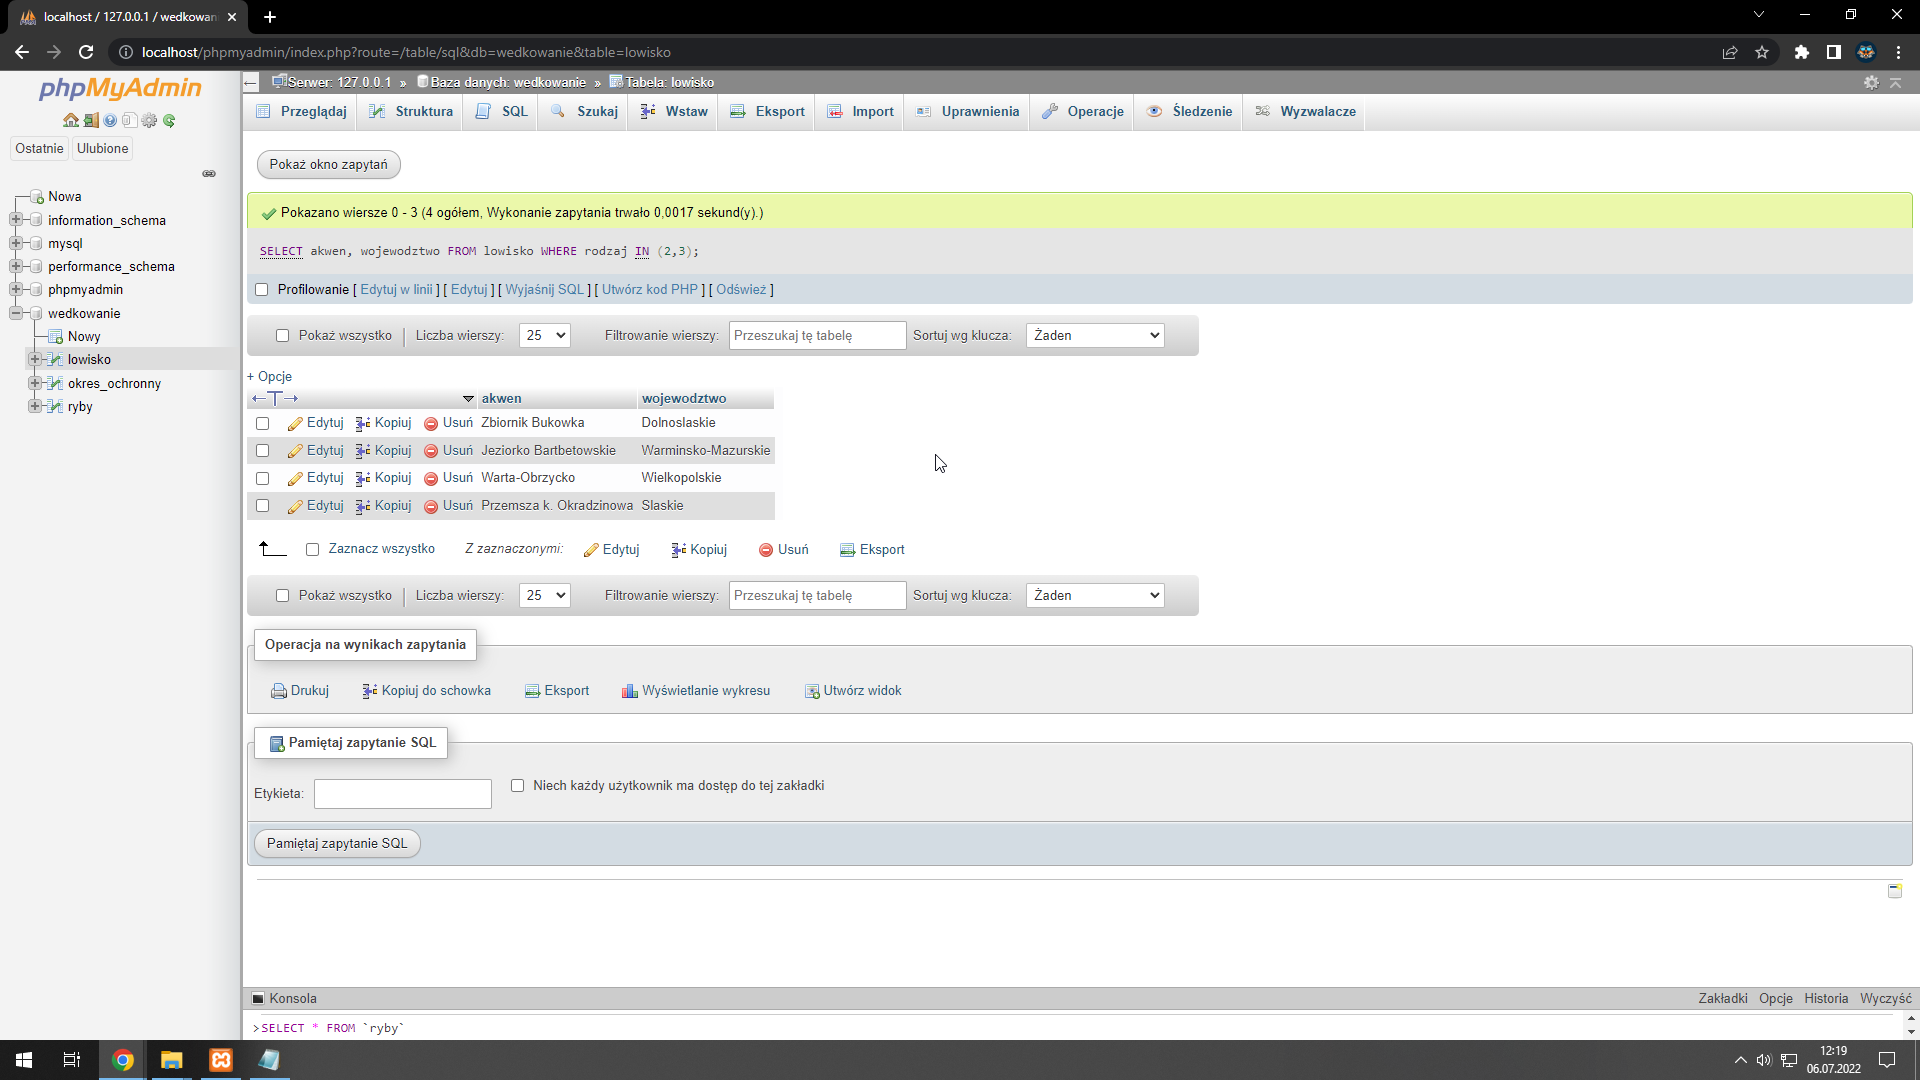 localhost / 127.0.0.1 / wedkowan
localhost/phpmyadmin/index.php?route=/table/sql&db=wedkowanie&table=lowisko
phpMyAdmin
Ostatnie Ulubione
Nowa
information_schema
mysql
performance_schema
phpmyadmin
wedkowanie
Nowy
lowisko
okres_ochronny
ryby
Serwer: 127.0.0.1 » Baza danych: wedkowanie » Tabela: lowisko
Przeglądaj Struktura SQL Szukaj Wstaw Eksport Import Uprawnienia Operacje Śledzenie Wyzwalacze
Pokaż okno zapytań
Pokazano wiersze 0 - 3 (4 ogółem, Wykonanie zapytania trwało 0,0017 sekund(y).)
SELECT akwen, wojewodztwo FROM lowisko WHERE rodzaj IN (2,3);
Profilowanie [ Edytuj w linii ] [ Edytuj ] [ Wyjaśnij SQL ] [ Utwórz kod PHP ] [ Odśwież ]
Pokaż wszystko | Liczba wierszy: 25 Filtrowanie wierszy: Przeszukaj tę tabelę Sortuj wg klucza: Żaden
+ Opcje
←T→ akwen wojewodztwo
Edytuj Kopiuj Usuń Zbiornik Bukowka Dolnoslaskie
Edytuj Kopiuj Usuń Jeziorko Bartbetowskie Warminsko-Mazurskie
Edytuj Kopiuj Usuń Warta-Obrzycko Wielkopolskie
Edytuj Kopiuj Usuń Przemsza k. Okradzinowa Slaskie
Zaznacz wszystko Z zaznaczonymi: Edytuj Kopiuj Usuń Eksport
Pokaż wszystko | Liczba wierszy: 25 Filtrowanie wierszy: Przeszukaj tę tabelę Sortuj wg klucza: Żaden
Operacja na wynikach zapytania
Drukuj Kopiuj do schowka Eksport Wyświetlanie wykresu Utwórz widok
Pamiętaj zapytanie SQL
Etykieta: Niech każdy użytkownik ma dostęp do tej zakładki
Pamiętaj zapytanie SQL
Konsola Zakładki Opcje Historia Wyczyść
>SELECT * FROM `ryby`
12:19
06.07.2022